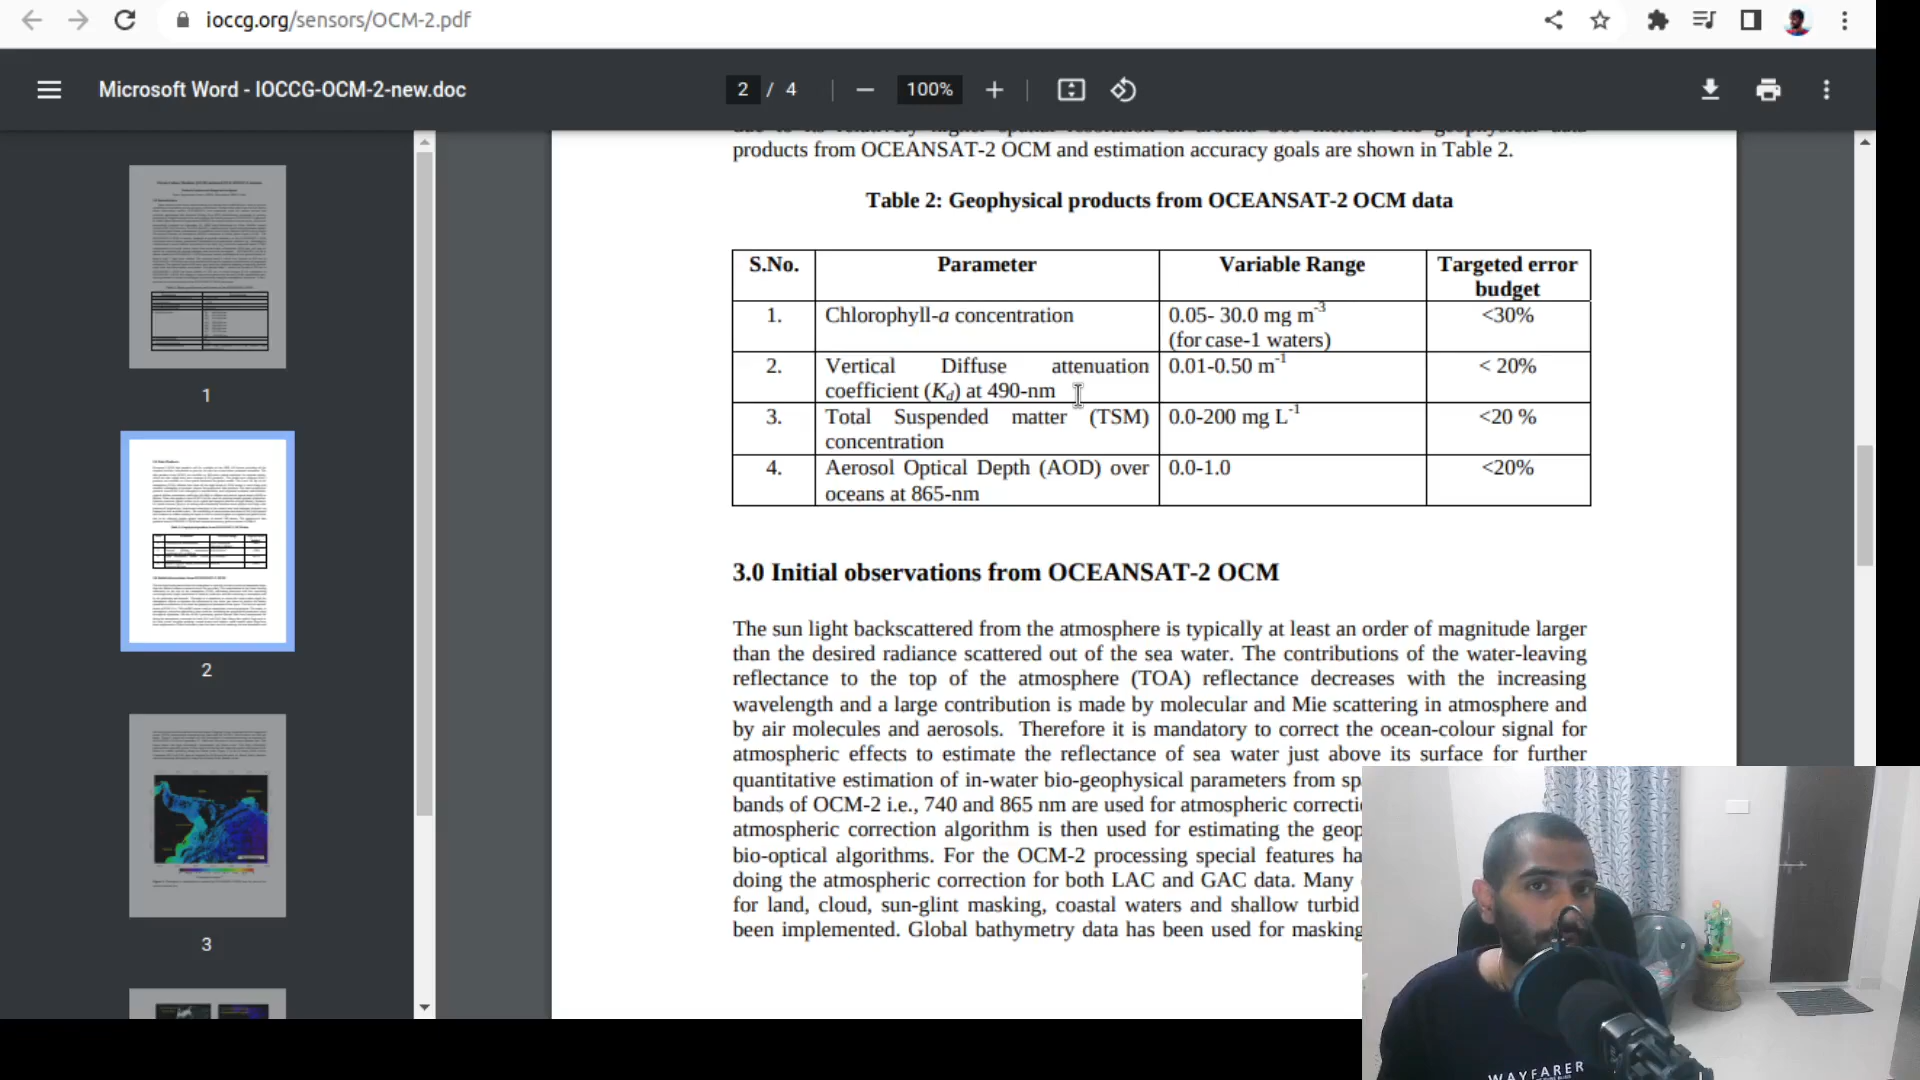 ioccg.org/sensors/OCM-2.pdf
Microsoft Word - IOCCG-OCM-2-new.doc
2 / 4
100%
products from OCEANSAT-2 OCM and estimation accuracy goals are shown in Table 2.
Table 2: Geophysical products from OCEANSAT-2 OCM data
S.No. Parameter Variable Range Targeted error budget
1. Chlorophyll-a concentration 0.05- 30.0 mg m-3 (for case-1 waters) <30%
2. Vertical Diffuse attenuation coefficient (Kd) at 490-nm 0.01-0.50 m-1 < 20%
3. Total Suspended matter (TSM) concentration 0.0-200 mg L-1 <20 %
4. Aerosol Optical Depth (AOD) over oceans at 865-nm 0.0-1.0 <20%
3.0 Initial observations from OCEANSAT-2 OCM
The sun light backscattered from the atmosphere is typically at least an order of magnitude larger
than the desired radiance scattered out of the sea water. The contributions of the water-leaving
reflectance to the top of the atmosphere (TOA) reflectance decreases with the increasing
wavelength and a large contribution is made by molecular and Mie scattering in atmosphere and
by air molecules and aerosols. Therefore it is mandatory to correct the ocean-colour signal for
atmospheric effects to estimate the reflectance of sea water just above its surface for further
quantitative estimation of in-water bio-geophysical parameters from
bands of OCM-2 i.e., 740 and 865 nm are used for atmospheric
atmospheric correction algorithm is then used for estimating the
bio-optical algorithms. For the OCM-2 processing special features
doing the atmospheric correction for both LAC and GAC data. Many
for land, cloud, sun-glint masking, coastal waters and shallow turbid
been implemented. Global bathymetry data has been used for masking
1
2
3
WAYFARER